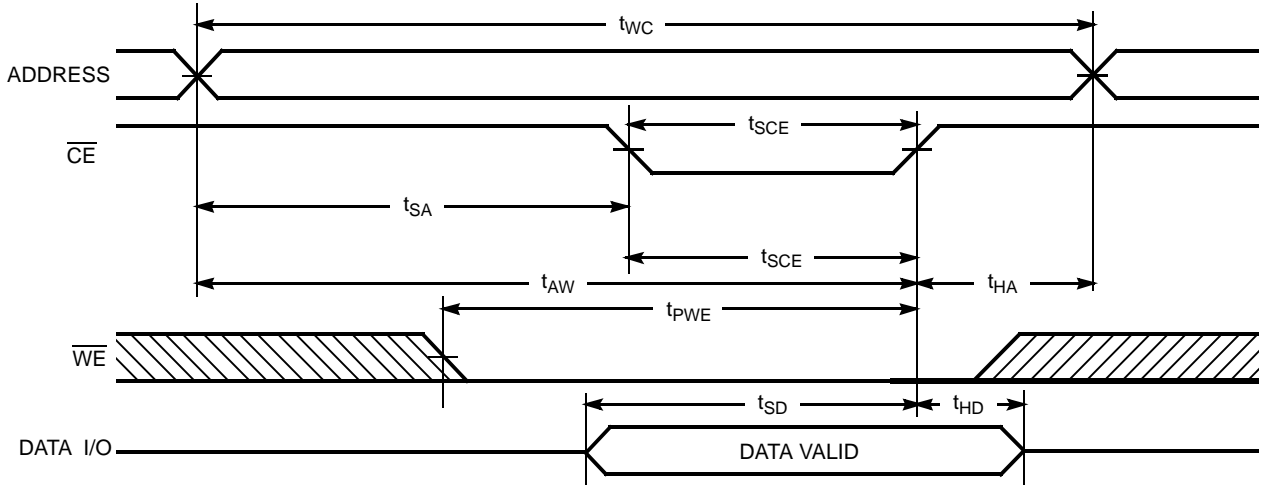 tWC
ADDRESS
tSCE
CE
tSA
tSCE
tAW
tHA
tPWE
WE
tSD
tHD
DATA I/O
DATA VALID